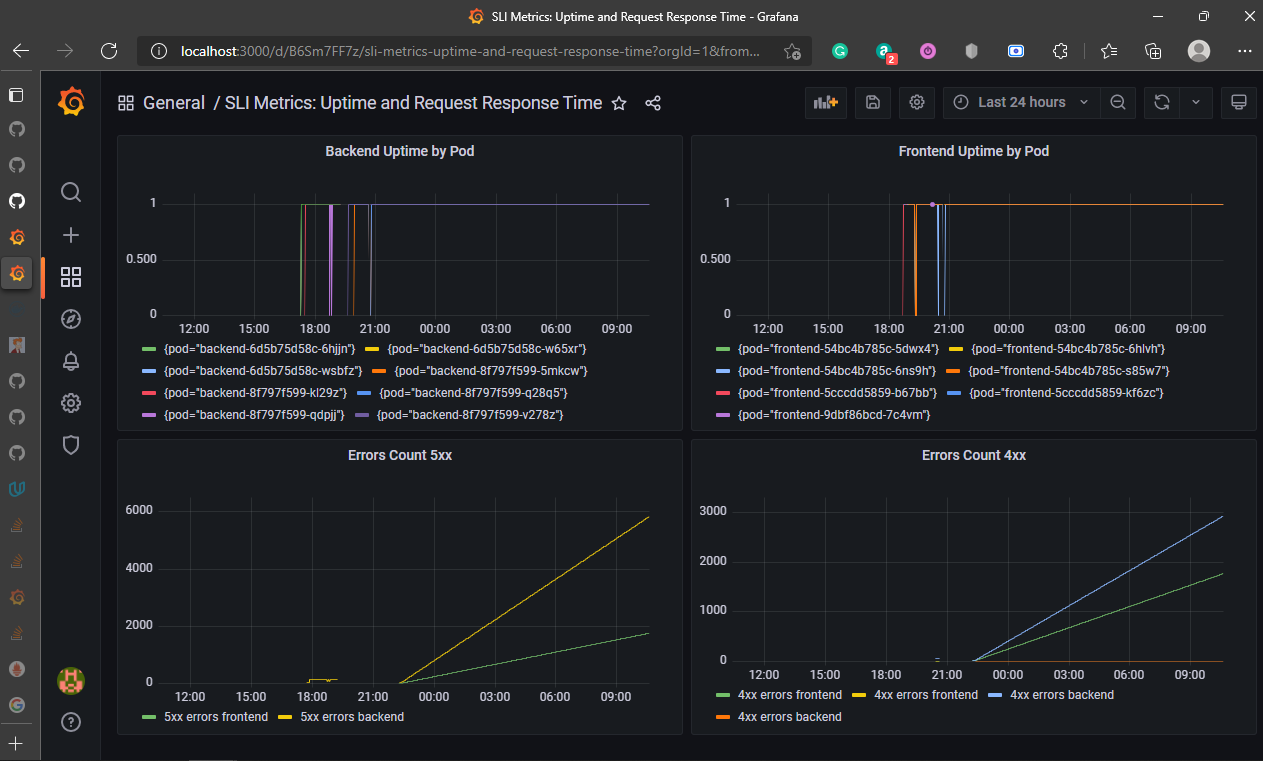 SLI Metrics: Uptime and Request Response Time - Grafana
localhost:3000/d/B6Sm7FF7z/sli-metrics-uptime-and-request-response-time?orgId=1&from...
2
General / SLI Metrics: Uptime and Request Response Time
Last 24 hours
Backend Uptime by Pod
1
0.500
0
12:00 15:00 18:00 21:00 00:00 03:00 06:00 09:00
{pod="backend-6d5b75d58c-6hjjn"} {pod="backend-6d5b75d58c-w65xr"}
{pod="backend-6d5b75d58c-wsbfz"} {pod="backend-8f797f599-5mkcw"}
{pod="backend-8f797f599-kl29z"} {pod="backend-8f797f599-q28q5"}
{pod="backend-8f797f599-qdpjj"} {pod="backend-8f797f599-v278z"}
Frontend Uptime by Pod
1
0.500
0
12:00 15:00 18:00 21:00 00:00 03:00 06:00 09:00
{pod="frontend-54bc4b785c-5dwx4"} {pod="frontend-54bc4b785c-6hlvh"}
{pod="frontend-54bc4b785c-6ns9h"} {pod="frontend-54bc4b785c-s85w7"}
{pod="frontend-5cccdd5859-b67bb"} {pod="frontend-5cccdd5859-kf6zc"}
{pod="frontend-9dbf86bcd-7c4vm"}
Errors Count 5xx
6000
4000
2000
0
12:00 15:00 18:00 21:00 00:00 03:00 06:00 09:00
5xx errors frontend 5xx errors backend
Errors Count 4xx
3000
2000
1000
0
12:00 15:00 18:00 21:00 00:00 03:00 06:00 09:00
4xx errors frontend 4xx errors frontend 4xx errors backend
4xx errors backend